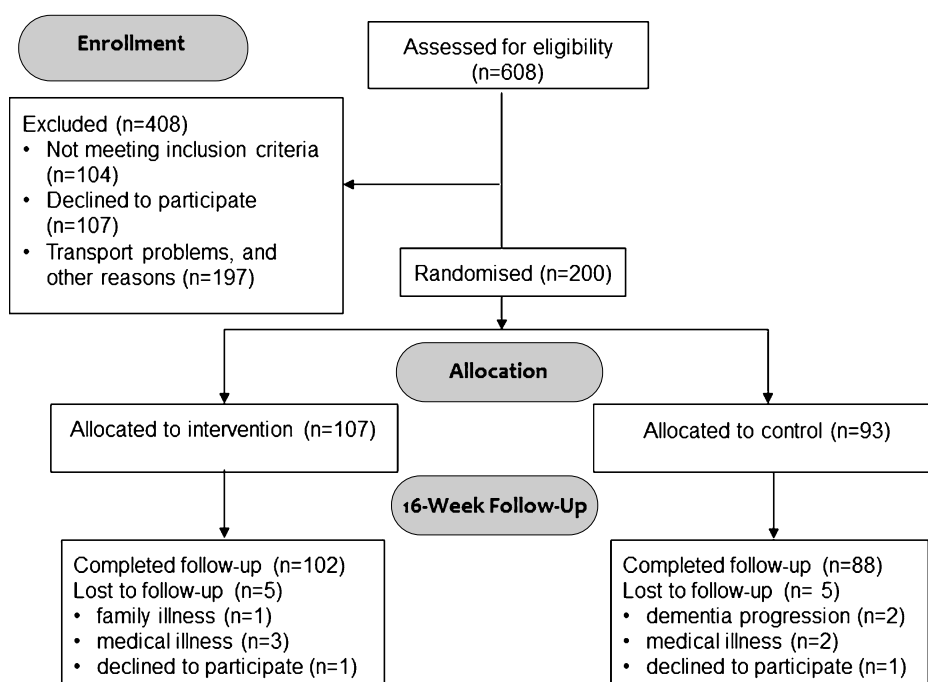 Enrollment
Assessed for eligibility
(n=608)
Excluded (n=408)
• Not meeting inclusion criteria
(n=104)
• Declined to participate
(n=107)
• Transport problems, and
other reasons (n=197)
Randomised (n=200)
Allocation
Allocated to intervention (n=107)
Allocated to control (n=93)
16-Week Follow-Up
Completed follow-up (n=102)
Lost to follow-up (n=5)
• family illness (n=1)
• medical illness (n=3)
• declined to participate (n=1)
Completed follow-up (n=88)
Lost to follow-up (n= 5)
• dementia progression (n=2)
• medical illness (n=2)
• declined to participate (n=1)